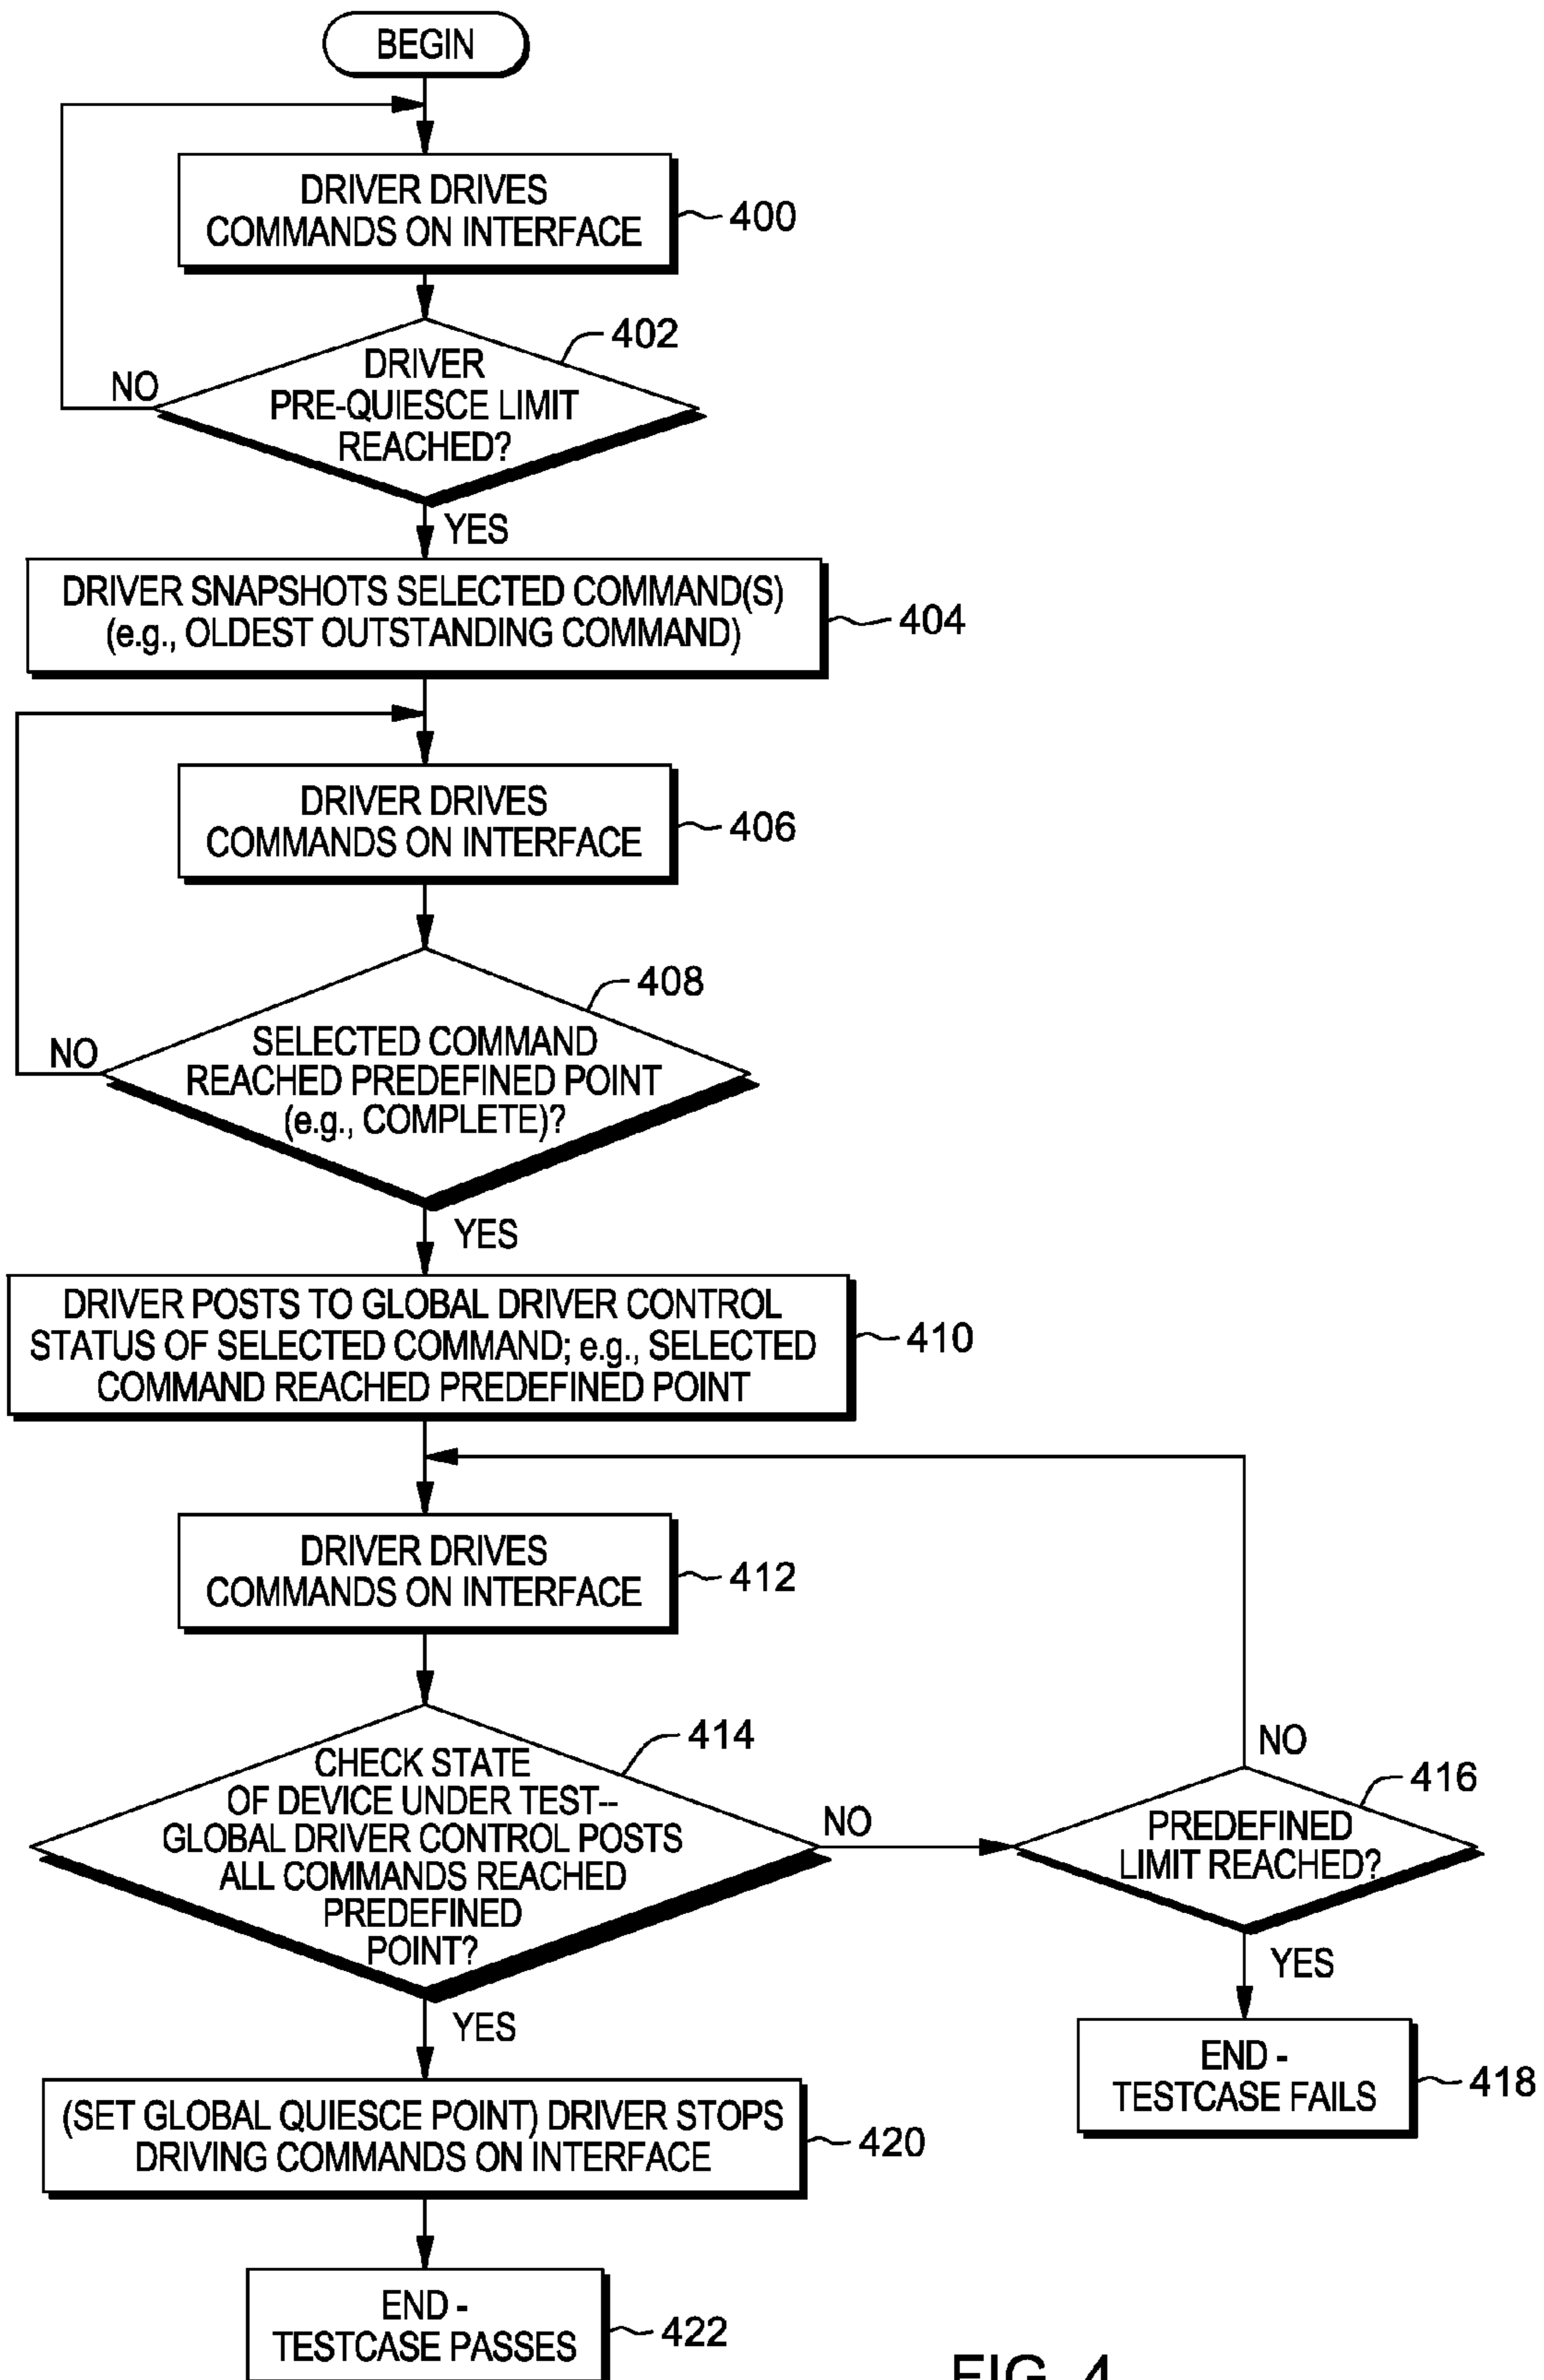 BEGIN
DRIVER DRIVES
COMMANDS ON INTERFACE
400
402
DRIVER
PRE-QUIESCE LIMIT
REACHED?
NO
YES
DRIVER SNAPSHOTS SELECTED COMMAND(S)
(e.g., OLDEST OUTSTANDING COMMAND)
404
DRIVER DRIVES
COMMANDS ON INTERFACE
406
408
SELECTED COMMAND
REACHED PREDEFINED POINT
(e.g., COMPLETE)?
NO
YES
DRIVER POSTS TO GLOBAL DRIVER CONTROL
STATUS OF SELECTED COMMAND; e.g., SELECTED
COMMAND REACHED PREDEFINED POINT
410
DRIVER DRIVES
COMMANDS ON INTERFACE
412
414
CHECK STATE
OF DEVICE UNDER TEST--
GLOBAL DRIVER CONTROL POSTS
ALL COMMANDS REACHED
PREDEFINED
POINT?
NO
YES
416
PREDEFINED
LIMIT REACHED?
NO
YES
END -
TESTCASE FAILS
418
(SET GLOBAL QUIESCE POINT) DRIVER STOPS
DRIVING COMMANDS ON INTERFACE
420
END -
TESTCASE PASSES
422
FIG. 4